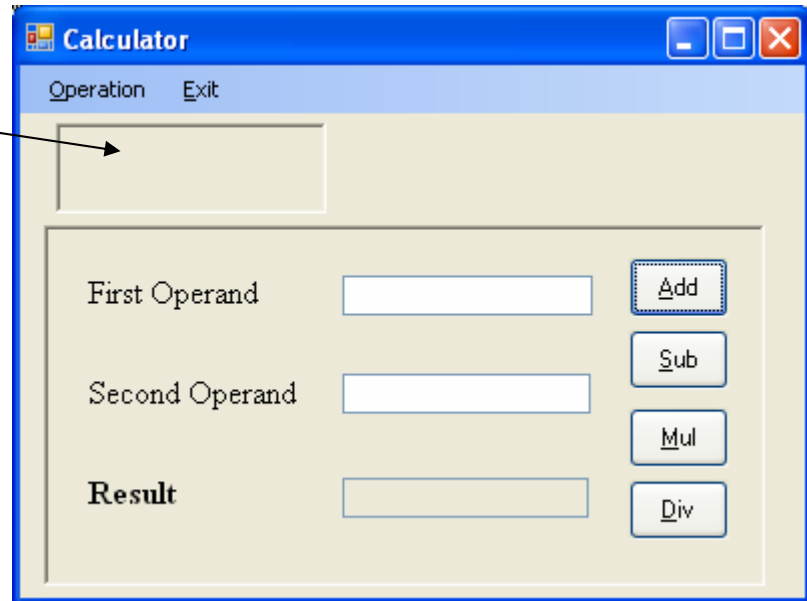 Calculator
Operation Exit
First Operand
Add
Sub
Second Operand
Mul
Result
Div